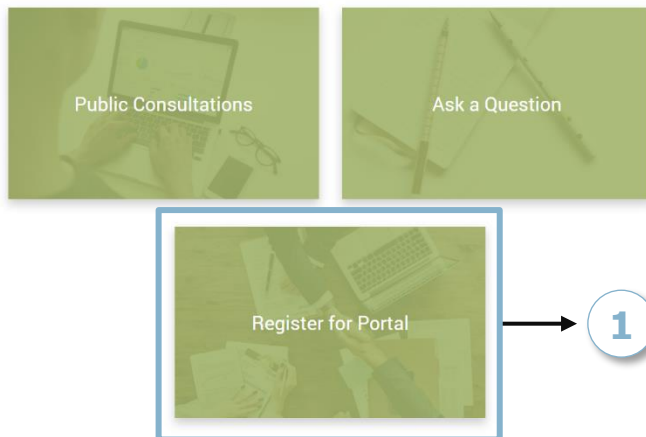 Public Consultations
Ask a Question
Register for Portal
1